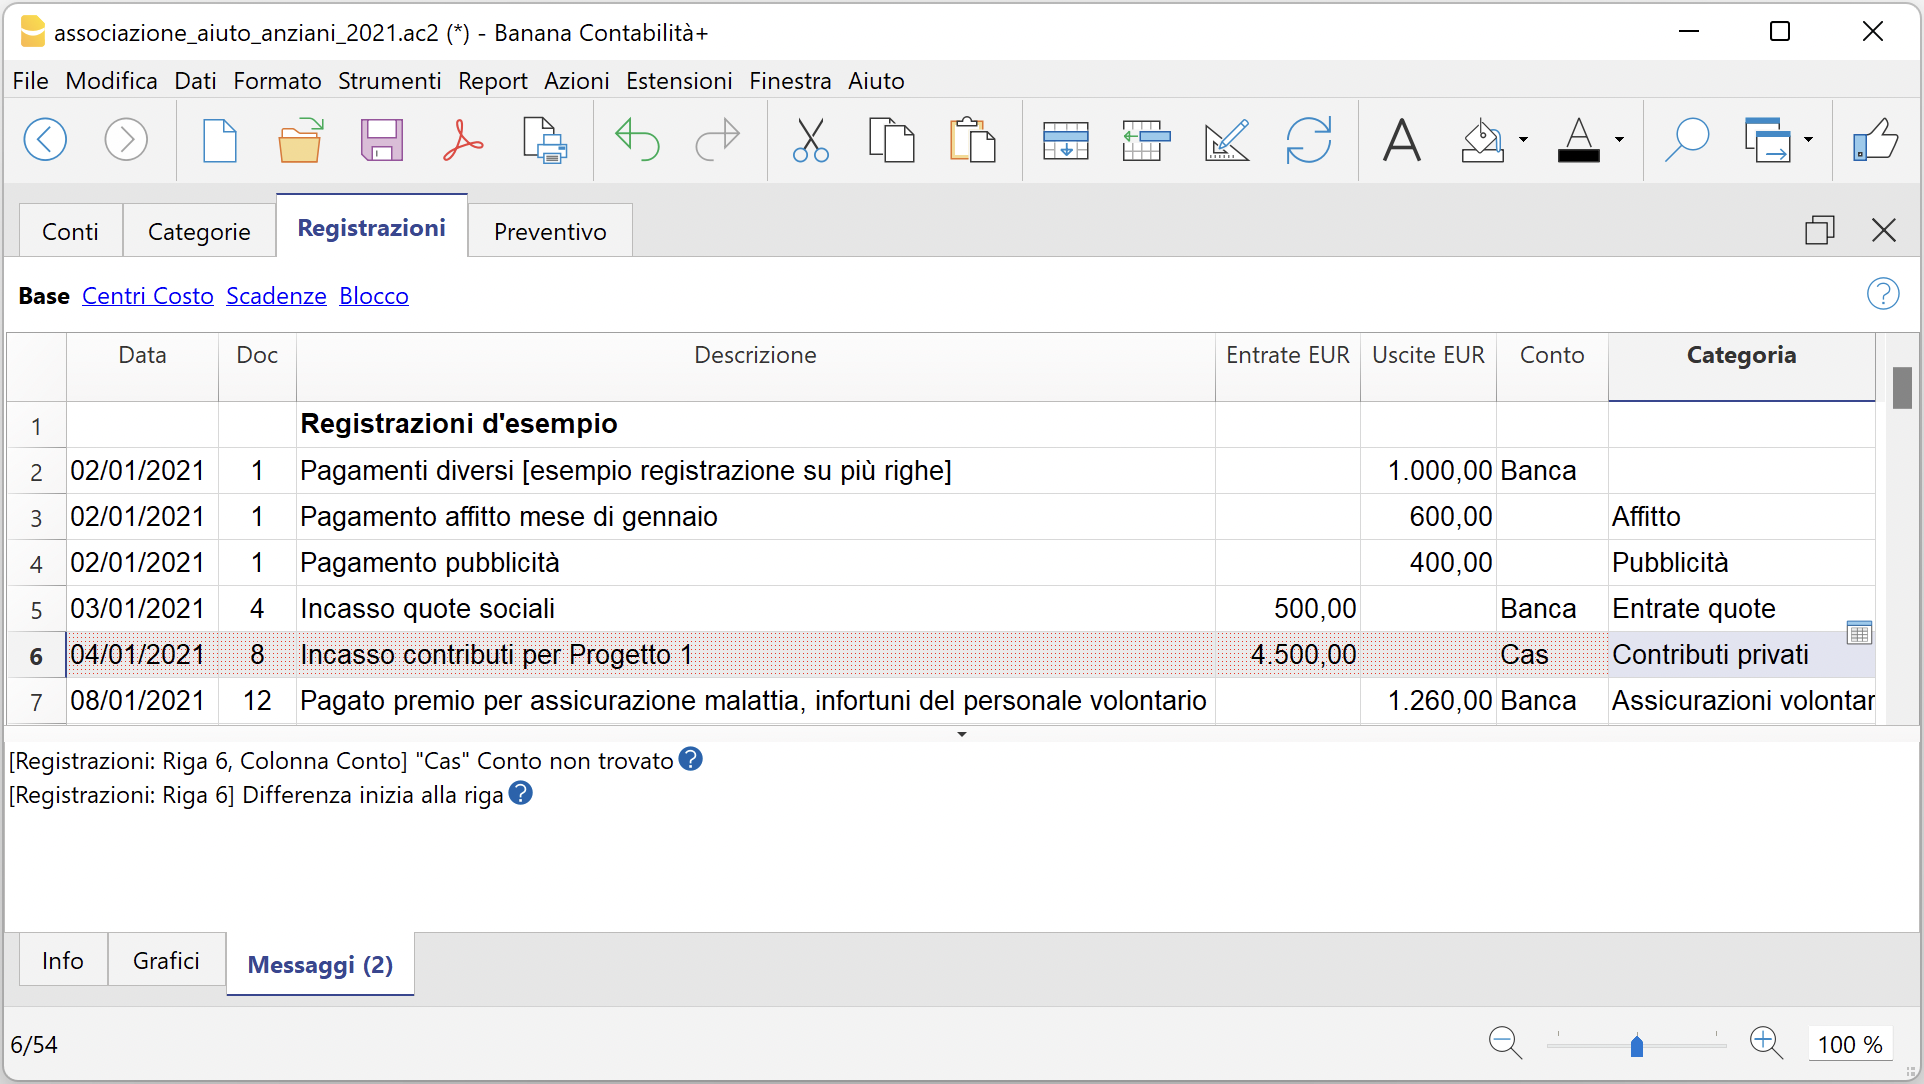 associazione_aiuto_anziani_2021.ac2 (*) - Banana Contabilità+
File Modifica Dati Formato Strumenti Report Azioni Estensioni Finestra Aiuto
Conti Categorie Registrazioni Preventivo
Base Centri Costo Scadenze Blocco
Data Doc Descrizione Entrate EUR Uscite EUR Conto Categoria
1 Registrazioni d'esempio
2 02/01/2021 1 Pagamenti diversi [esempio registrazione su più righe] 1.000,00 Banca
3 02/01/2021 1 Pagamento affitto mese di gennaio 600,00 Affitto
4 02/01/2021 1 Pagamento pubblicità 400,00 Pubblicità
5 03/01/2021 4 Incasso quote sociali 500,00 Banca Entrate quote
6 04/01/2021 8 Incasso contributi per Progetto 1 4.500,00 Cas Contributi privati
7 08/01/2021 12 Pagato premio per assicurazione malattia, infortuni del personale volontario 1.260,00 Banca Assicurazioni volontar
[Registrazioni: Riga 6, Colonna Conto] "Cas" Conto non trovato ?
[Registrazioni: Riga 6] Differenza inizia alla riga ?
Info Grafici Messaggi (2)
6/54
100 %